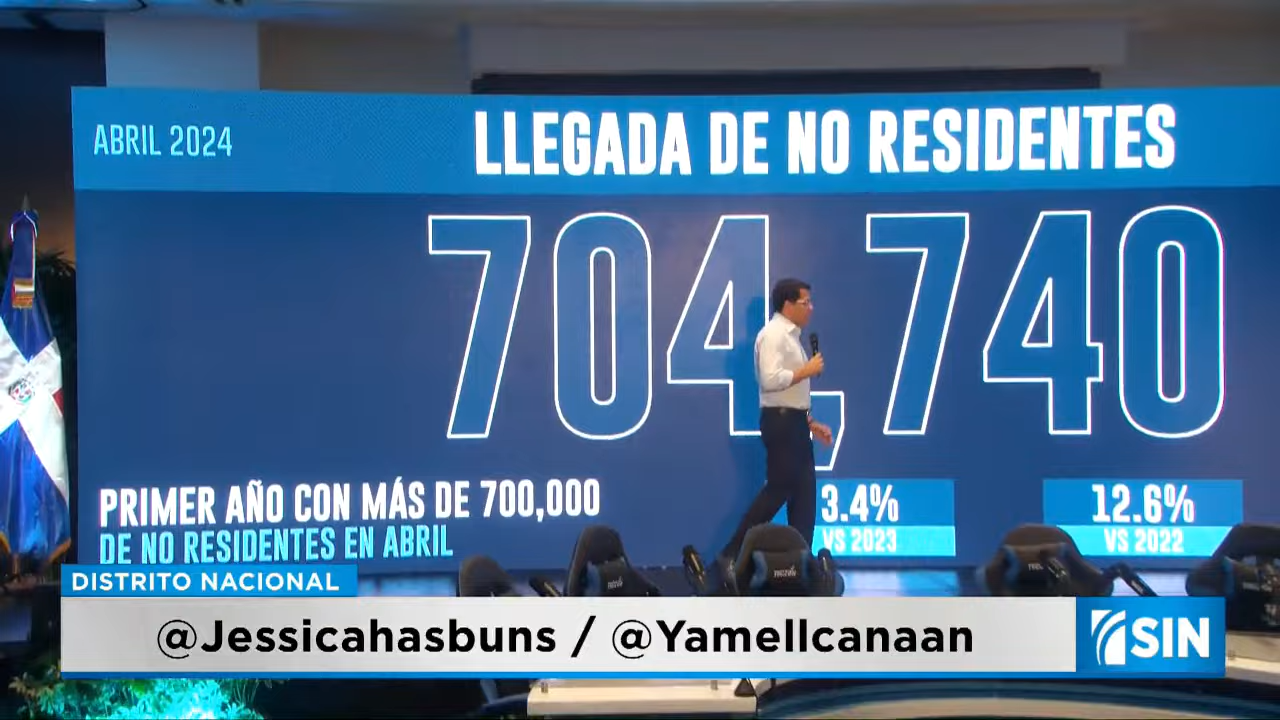 ABRIL 2024
LLEGADA DE NO RESIDENTES
704,740
PRIMER AÑO CON MÁS DE 700,000
DE NO RESIDENTES EN ABRIL
3.4%
VS 2023
12.6%
VS 2022
DISTRITO NACIONAL
@Jessicahasbuns / @Yamellcanaan
SIN